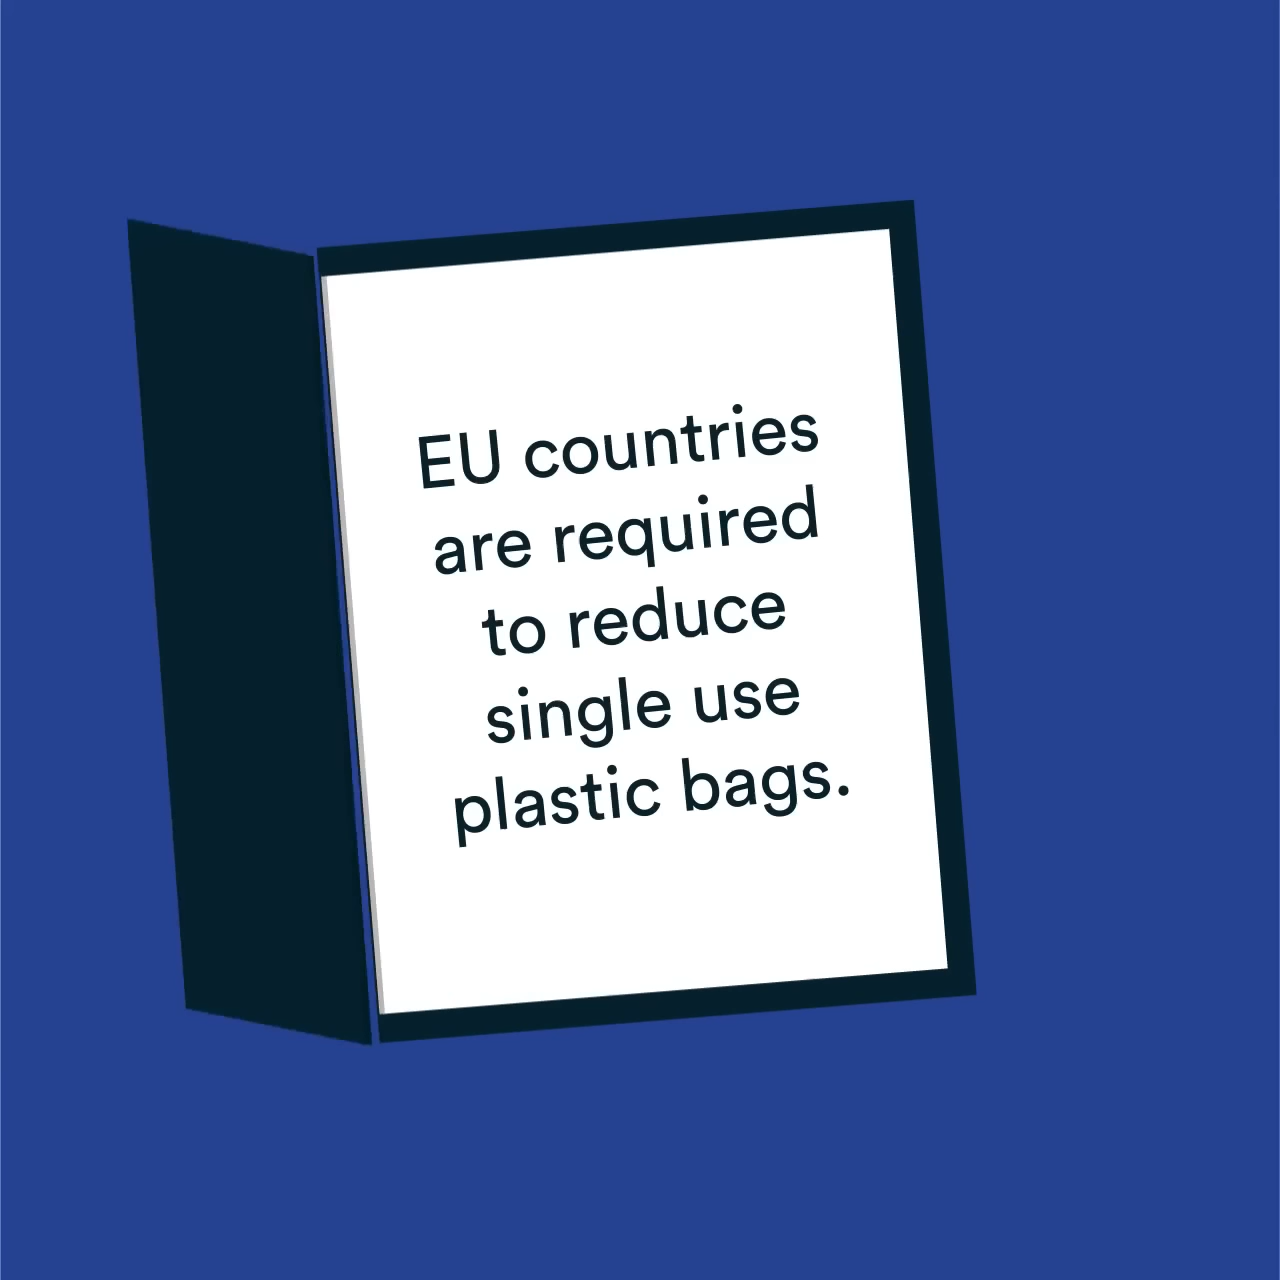 EU countries
are required
to reduce
single use
plastic bags.